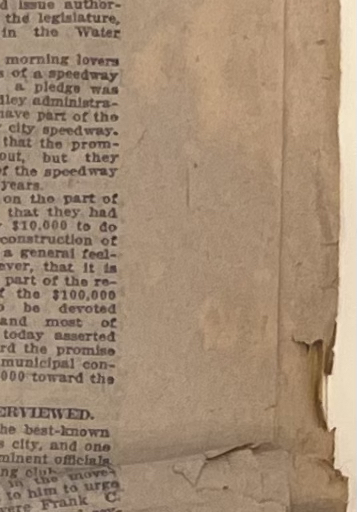 d issue author-
the legislature,
in the Water
morning lovers
s of a speedway
a pledge was
dley administra-
have part of the
city speedway.
that the prom-
out, but they
of the speedway
years.
on the part of
that they had
$10,000 to do
construction of
a general feel-
ever, that it is
part of the re-
f the $100,000
o be devoted
and most of
today asserted
rd the promise
municipal con-
000 toward the
ERVIEWED.
he best-known
s city, and one
minent officials
ng club
in the move-
to him to urge
were Frank C.